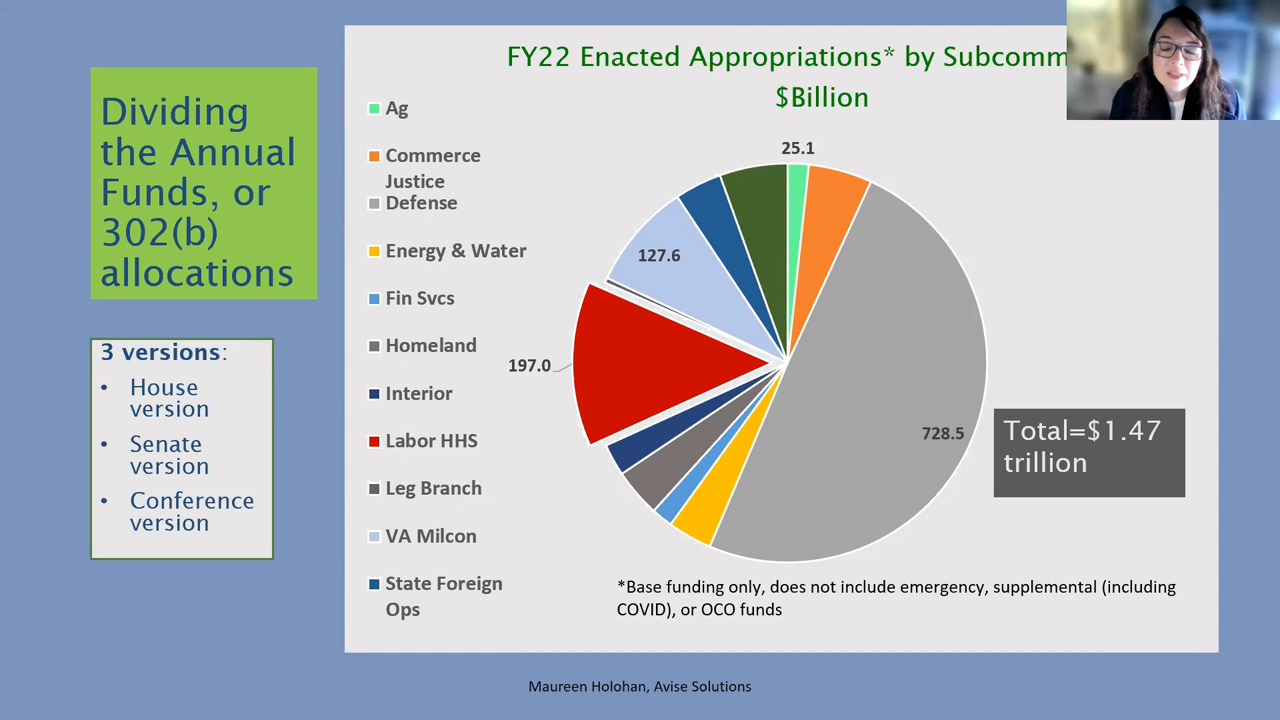 Dividing
the Annual
Funds, or
302(b)
allocations
3 versions:
• House
version
• Senate
version
• Conference
version
FY22 Enacted Appropriations* by Subcomm
$Billion
Ag
Commerce
Justice
Defense
Energy & Water
Fin Svcs
Homeland
Interior
Labor HHS
Leg Branch
VA Milcon
State Foreign
Ops
25.1
127.6
197.0
728.5
Total=$1.47
trillion
*Base funding only, does not include emergency, supplemental (including
COVID), or OCO funds
Maureen Holohan, Avise Solutions